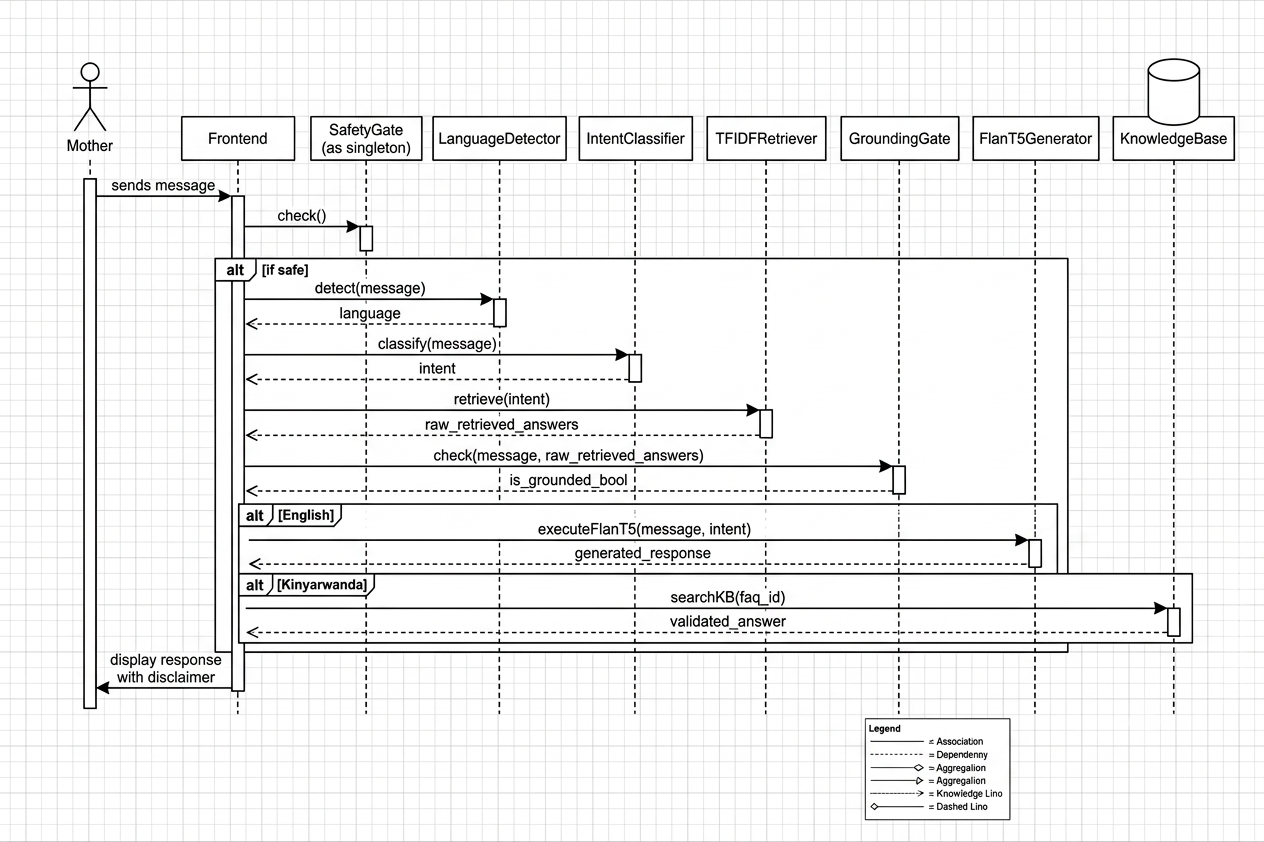 Mother
Frontend
SafetyGate
(as singleton)
LanguageDetector
IntentClassifier
TFIDFRetriever
GroundingGate
FlanT5Generator
KnowledgeBase
sends message
check()
alt [if safe]
detect(message)
language
classify(message)
intent
retrieve(intent)
raw_retrieved_answers
check(message, raw_retrieved_answers)
is_grounded_bool
alt [English]
executeFlanT5(message, intent)
generated_response
alt [Kinyarwanda]
searchKB(faq_id)
validated_answer
display response
with disclaimer
Legend
= Association
= Dependenny
= Aggregalion
= Aggregalion
= Knowledge Lino
= Dashed Lino